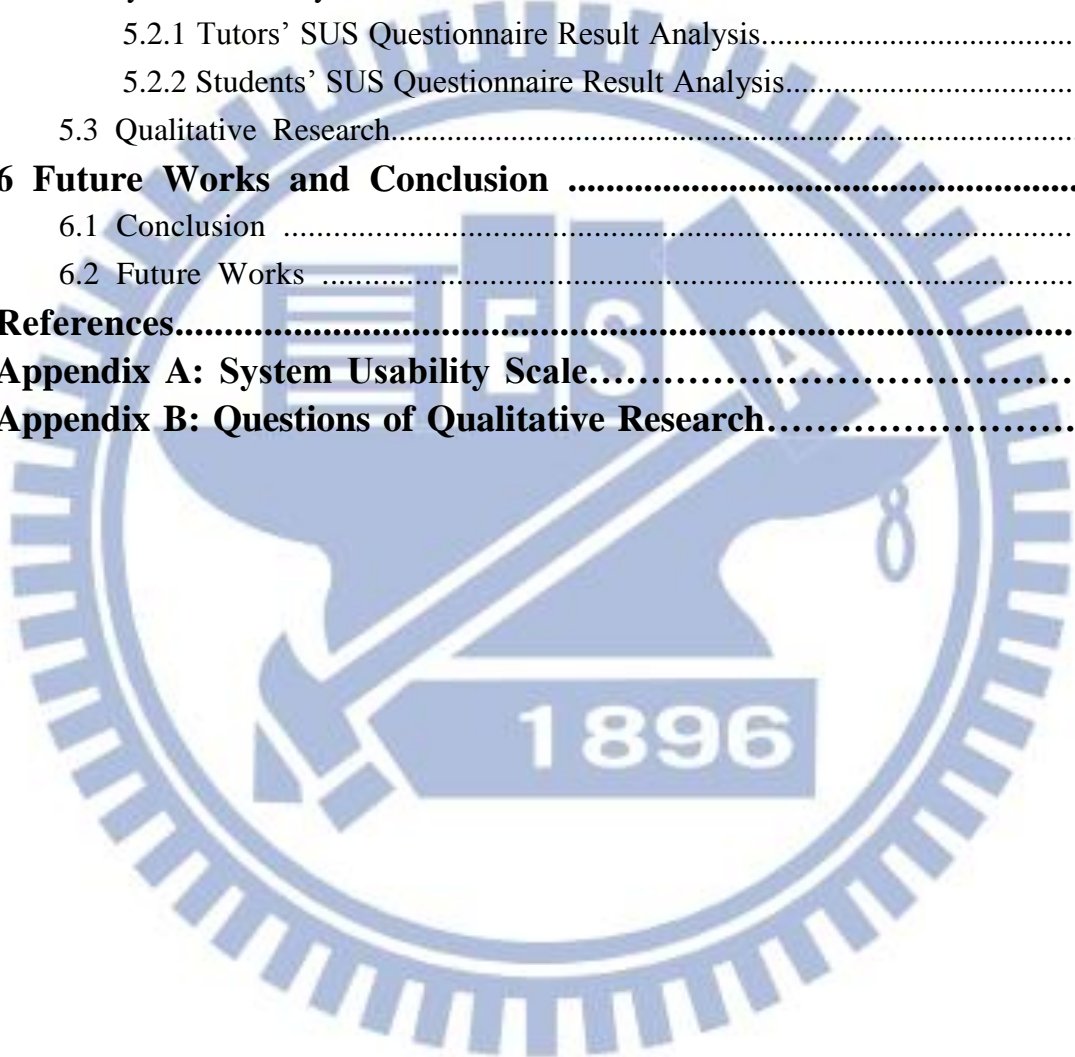 5.2.1 Tutors’ SUS Questionnaire Result Analysis
5.2.2 Students’ SUS Questionnaire Result Analysis
5.3 Qualitative Research
6 Future Works and Conclusion
6.1 Conclusion
6.2 Future Works
References
Appendix A: System Usability Scale
Appendix B: Questions of Qualitative Research
E S A
1896